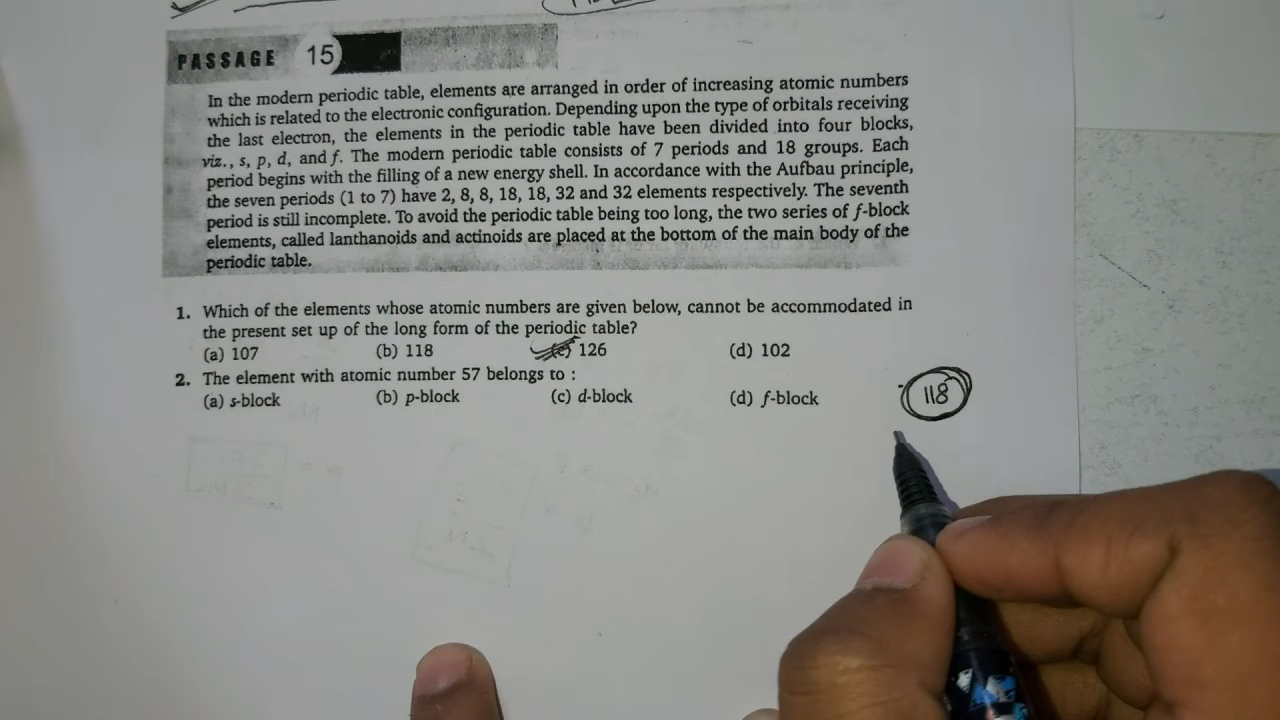 PASSAGE 15
In the modern periodic table, elements are arranged in order of increasing atomic numbers
which is related to the electronic configuration. Depending upon the type of orbitals receiving
the last electron, the elements in the periodic table have been divided into four blocks,
viz., s, p, d, and f. The modern periodic table consists of 7 periods and 18 groups. Each
period begins with the filling of a new energy shell. In accordance with the Aufbau principle,
the seven periods (1 to 7) have 2, 8, 8, 18, 18, 32 and 32 elements respectively. The seventh
period is still incomplete. To avoid the periodic table being too long, the two series of f-block
elements, called lanthanoids and actinoids are placed at the bottom of the main body of the
periodic table.
1. Which of the elements whose atomic numbers are given below, cannot be accommodated in
the present set up of the long form of the periodic table?
(a) 107 (b) 118 (c) 126 (d) 102
2. The element with atomic number 57 belongs to :
(a) s-block (b) p-block (c) d-block (d) f-block
118